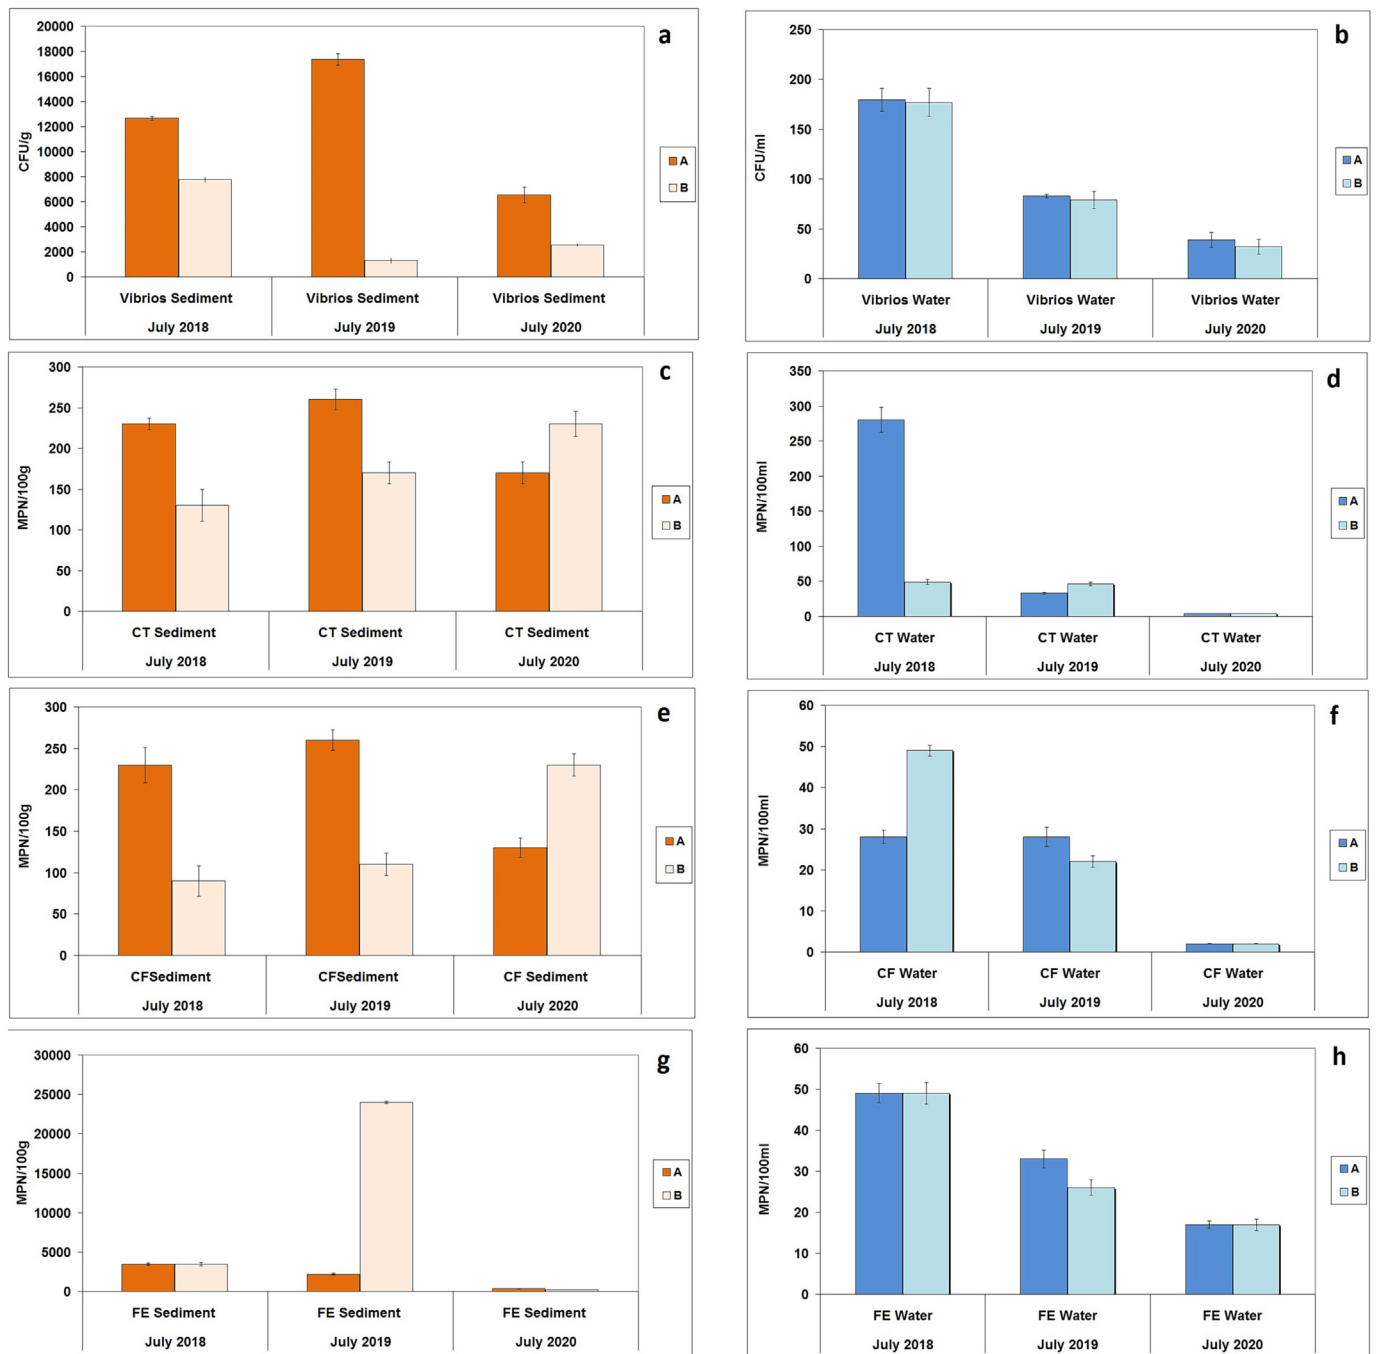 a
20000
18000
16000
14000
12000
10000
8000
6000
4000
2000
0
CFU/g
A
B
Vibrios Sediment Vibrios Sediment Vibrios Sediment
July 2018 July 2019 July 2020
b
250
200
150
100
50
0
CFU/ml
A
B
Vibrios Water Vibrios Water Vibrios Water
July 2018 July 2019 July 2020
c
300
250
200
150
100
50
0
MPN/100g
A
B
CT Sediment CT Sediment CT Sediment
July 2018 July 2019 July 2020
d
350
300
250
200
150
100
50
0
MPN/100ml
A
B
CT Water CT Water CT Water
July 2018 July 2019 July 2020
e
300
250
200
150
100
50
0
MPN/100g
A
B
CFSediment CFSediment CF Sediment
July 2018 July 2019 July 2020
f
60
50
40
30
20
10
0
MPN/100ml
A
B
CF Water CF Water CF Water
July 2018 July 2019 July 2020
g
30000
25000
20000
15000
10000
5000
0
MPN/100g
A
B
FE Sediment FE Sediment FE Sediment
July 2018 July 2019 July 2020
h
60
50
40
30
20
10
0
MPN/100ml
A
B
FE Water FE Water FE Water
July 2018 July 2019 July 2020